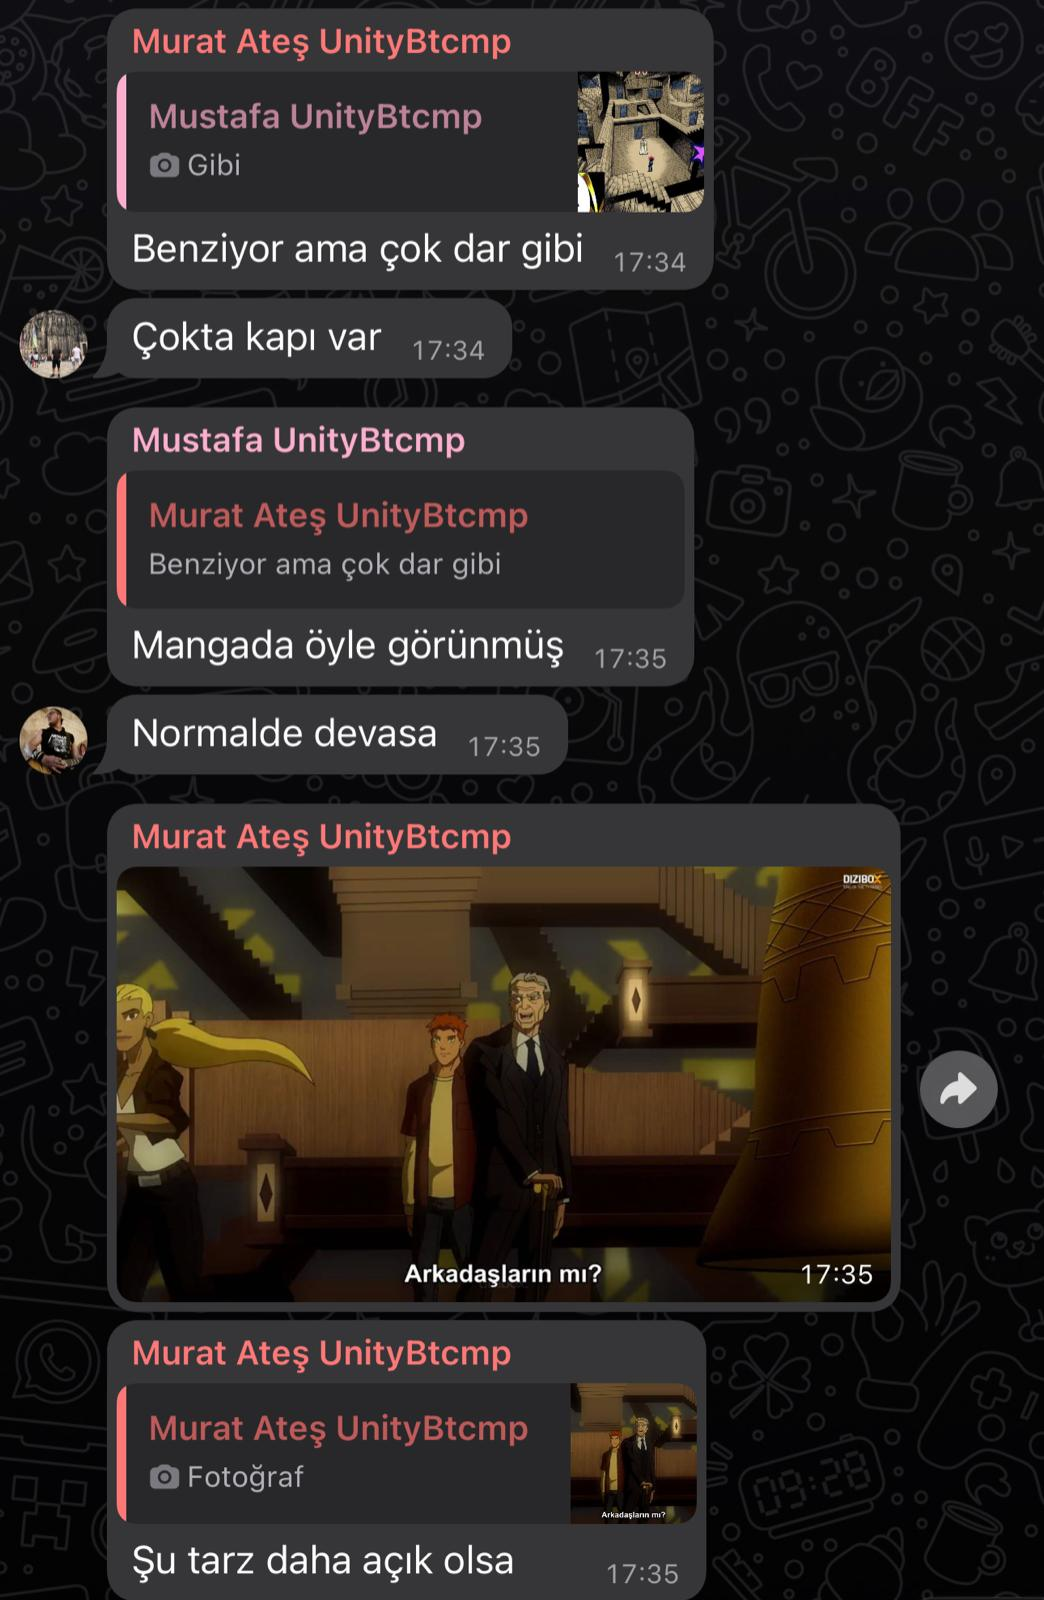 Murat Ateş UnityBtcmp
Mustafa UnityBtcmp
Gibi
Benziyor ama çok dar gibi 17:34
Çokta kapı var 17:34
Mustafa UnityBtcmp
Murat Ateş UnityBtcmp
Benziyor ama çok dar gibi
Mangada öyle görünmüş 17:35
Normalde devasa 17:35
Murat Ateş UnityBtcmp
DIZIBOX
Arkadaşların mı? 17:35
Murat Ateş UnityBtcmp
Murat Ateş UnityBtcmp
Fotoğraf
Arkadaşların mı?
Şu tarz daha açık olsa 17:35
BFF
09:28